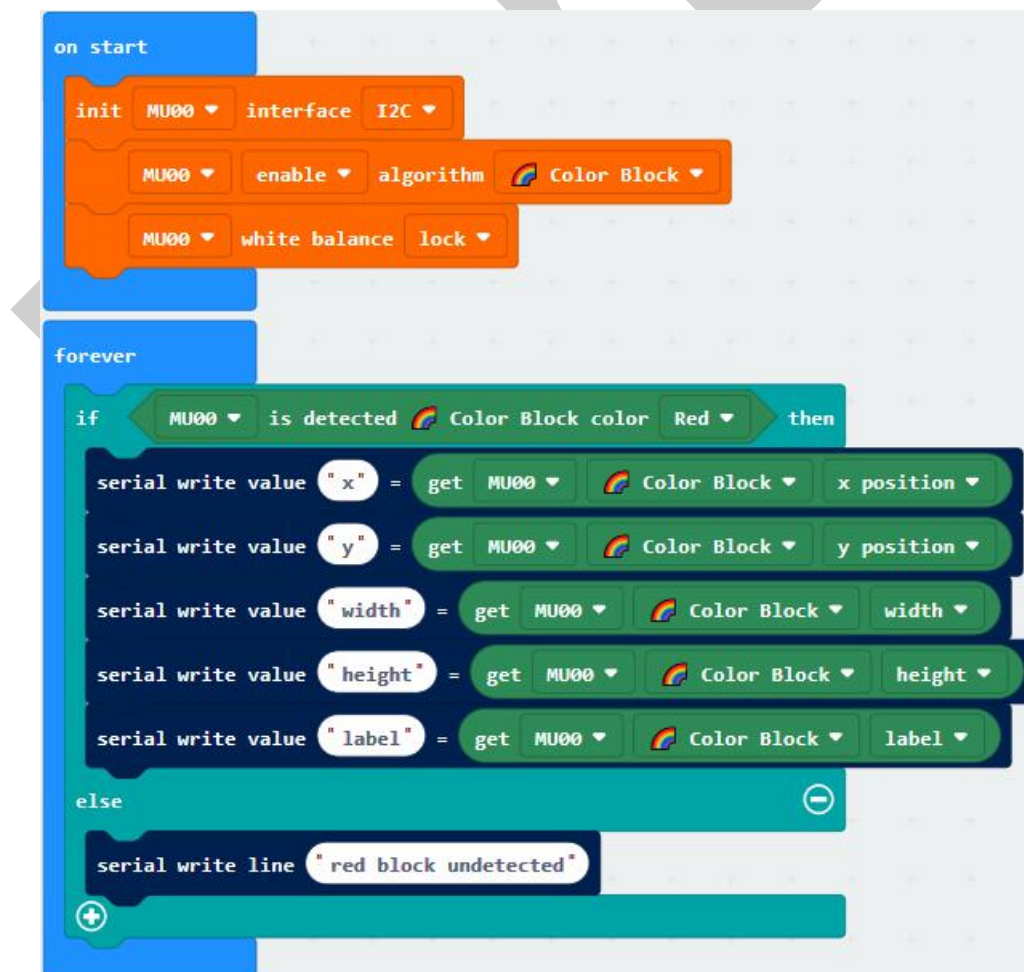 on start
init MU00 interface I2C
MU00 enable algorithm Color Block
MU00 white balance lock
forever
if MU00 is detected Color Block color Red then
serial write value "x" = get MU00 Color Block x position
serial write value "y" = get MU00 Color Block y position
serial write value "width" = get MU00 Color Block width
serial write value "height" = get MU00 Color Block height
serial write value "label" = get MU00 Color Block label
else
serial write line "red block undetected"